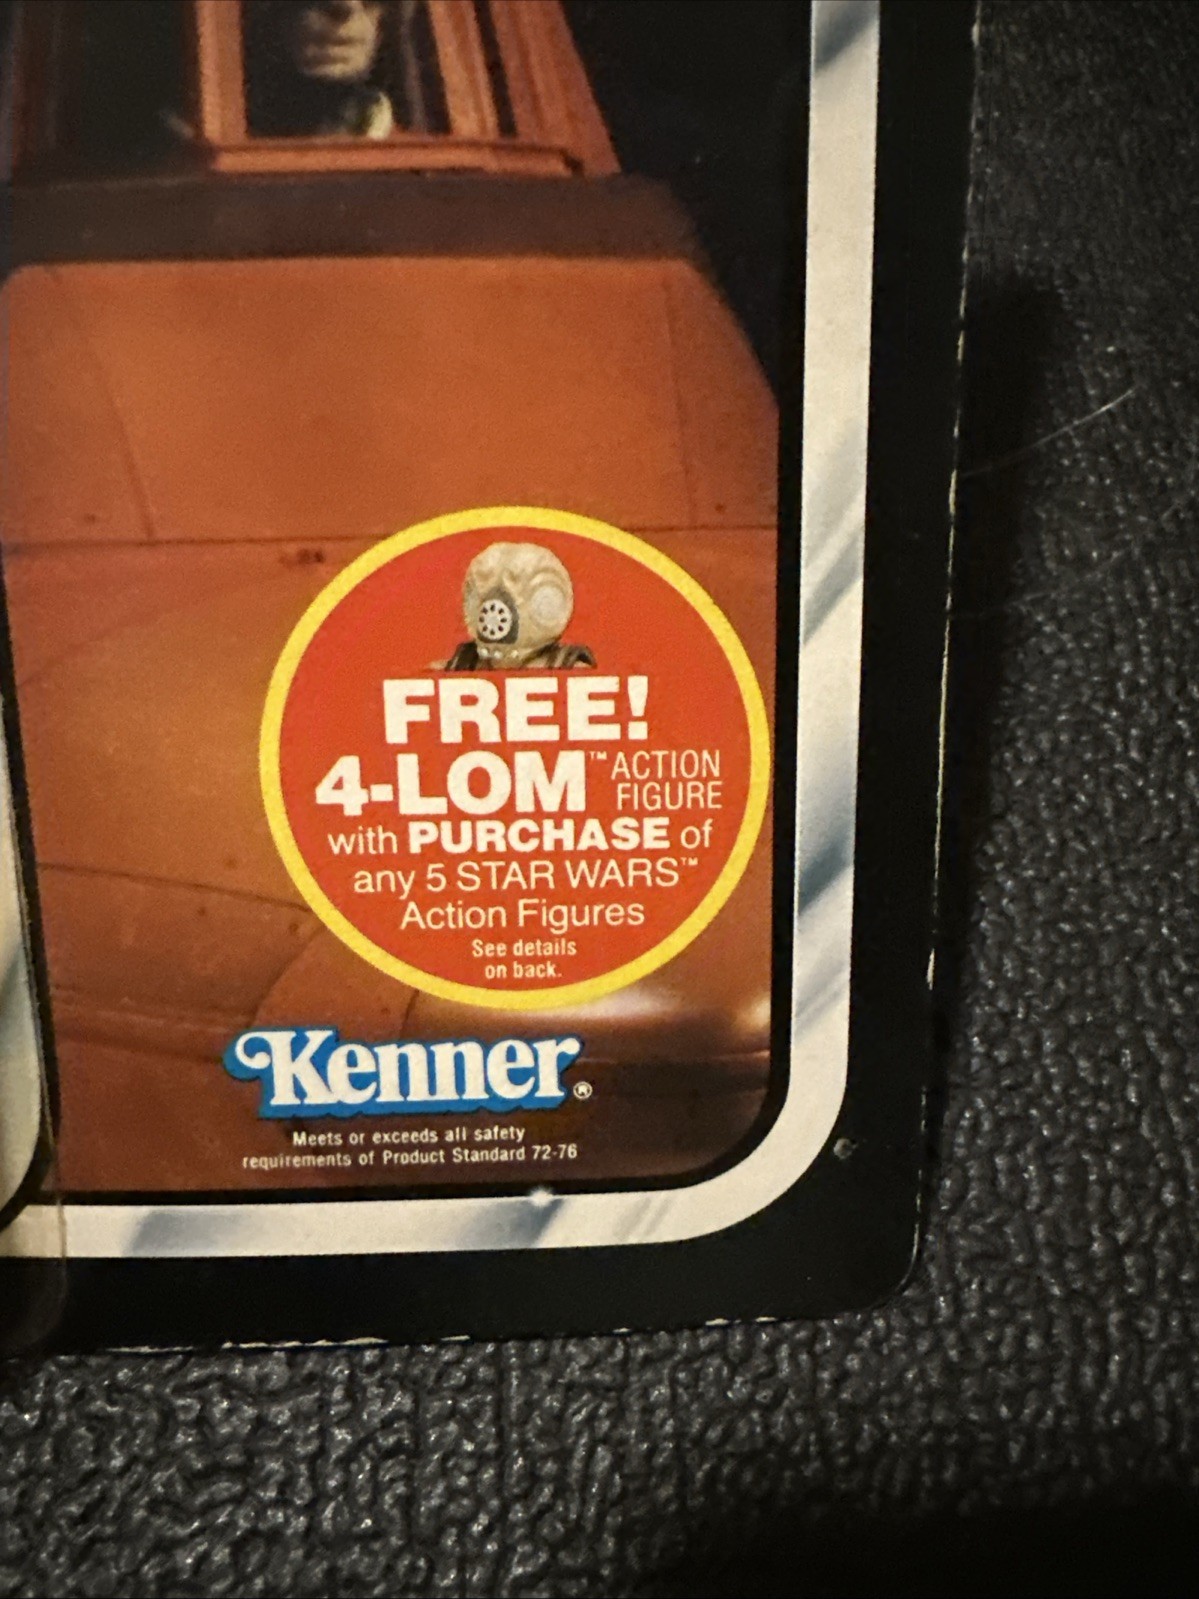 FREE!
4-LOM™ ACTION
FIGURE
with PURCHASE of
any 5 STAR WARS™
Action Figures
See details
on back.
Kenner®
Meets or exceeds all safety
requirements of Product Standard 72-76